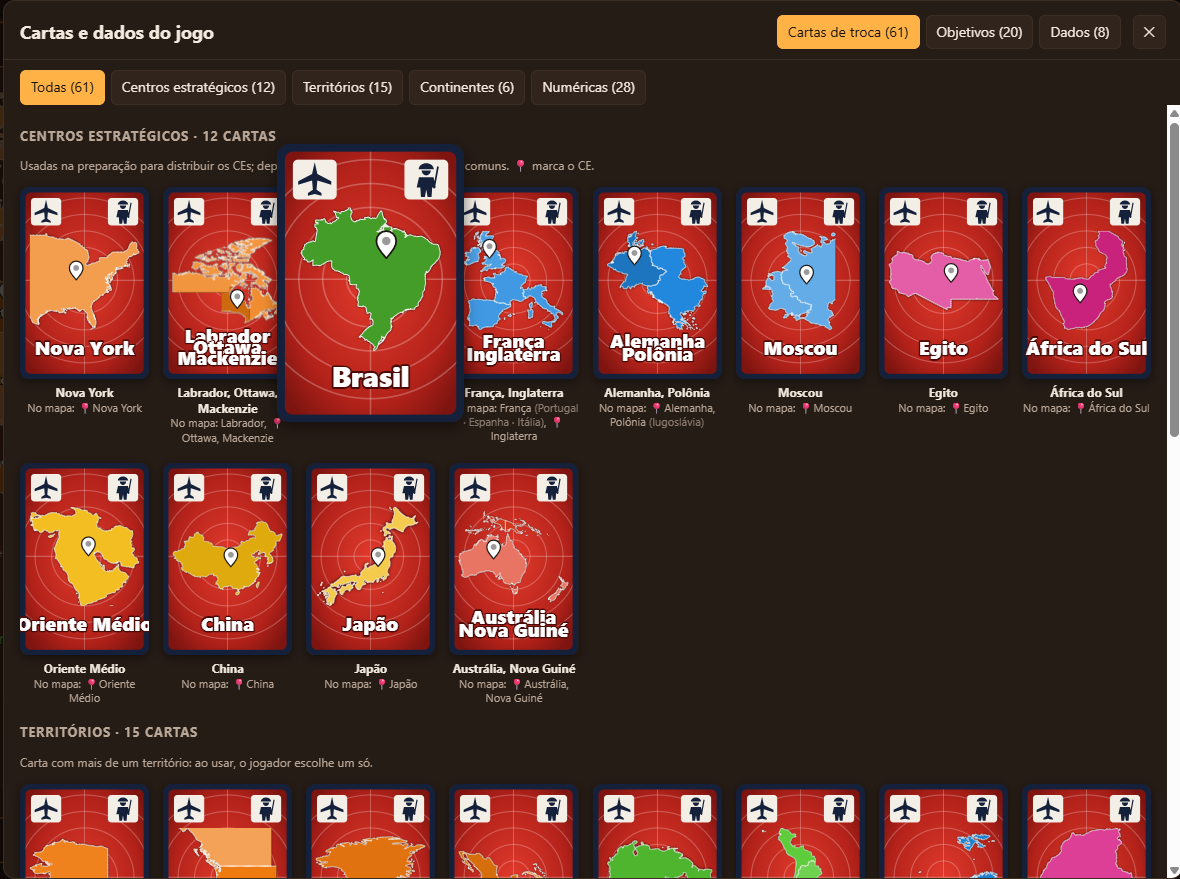 Cartas e dados do jogo
Cartas de troca (61)
Objetivos (20)
Dados (8)
Todas (61)
Centros estratégicos (12)
Territórios (15)
Continentes (6)
Numéricas (28)
CENTROS ESTRATÉGICOS · 12 CARTAS
Usadas na preparação para distribuir os CEs; dep
comuns. 📍 marca o CE.
Nova York
Labrador
Ottawa
Mackenzie
Brasil
França
Inglaterra
Alemanha
Polônia
Moscou
Egito
África do Sul
Nova York
No mapa: 📍 Nova York
Labrador, Ottawa,
Mackenzie
No mapa: Labrador, 📍
Ottawa, Mackenzie
França, Inglaterra
mapa: França (Portugal
· Espanha · Itália), 📍
Inglaterra
Alemanha, Polônia
No mapa: 📍 Alemanha,
Polônia (Iugoslávia)
Moscou
No mapa: 📍 Moscou
Egito
No mapa: 📍 Egito
África do Sul
No mapa: 📍 África do Sul
Oriente Médio
China
Japão
Austrália
Nova Guiné
Oriente Médio
No mapa: 📍 Oriente
Médio
China
No mapa: 📍 China
Japão
No mapa: 📍 Japão
Austrália, Nova Guiné
No mapa: 📍 Austrália,
Nova Guiné
TERRITÓRIOS · 15 CARTAS
Carta com mais de um território: ao usar, o jogador escolhe um só.